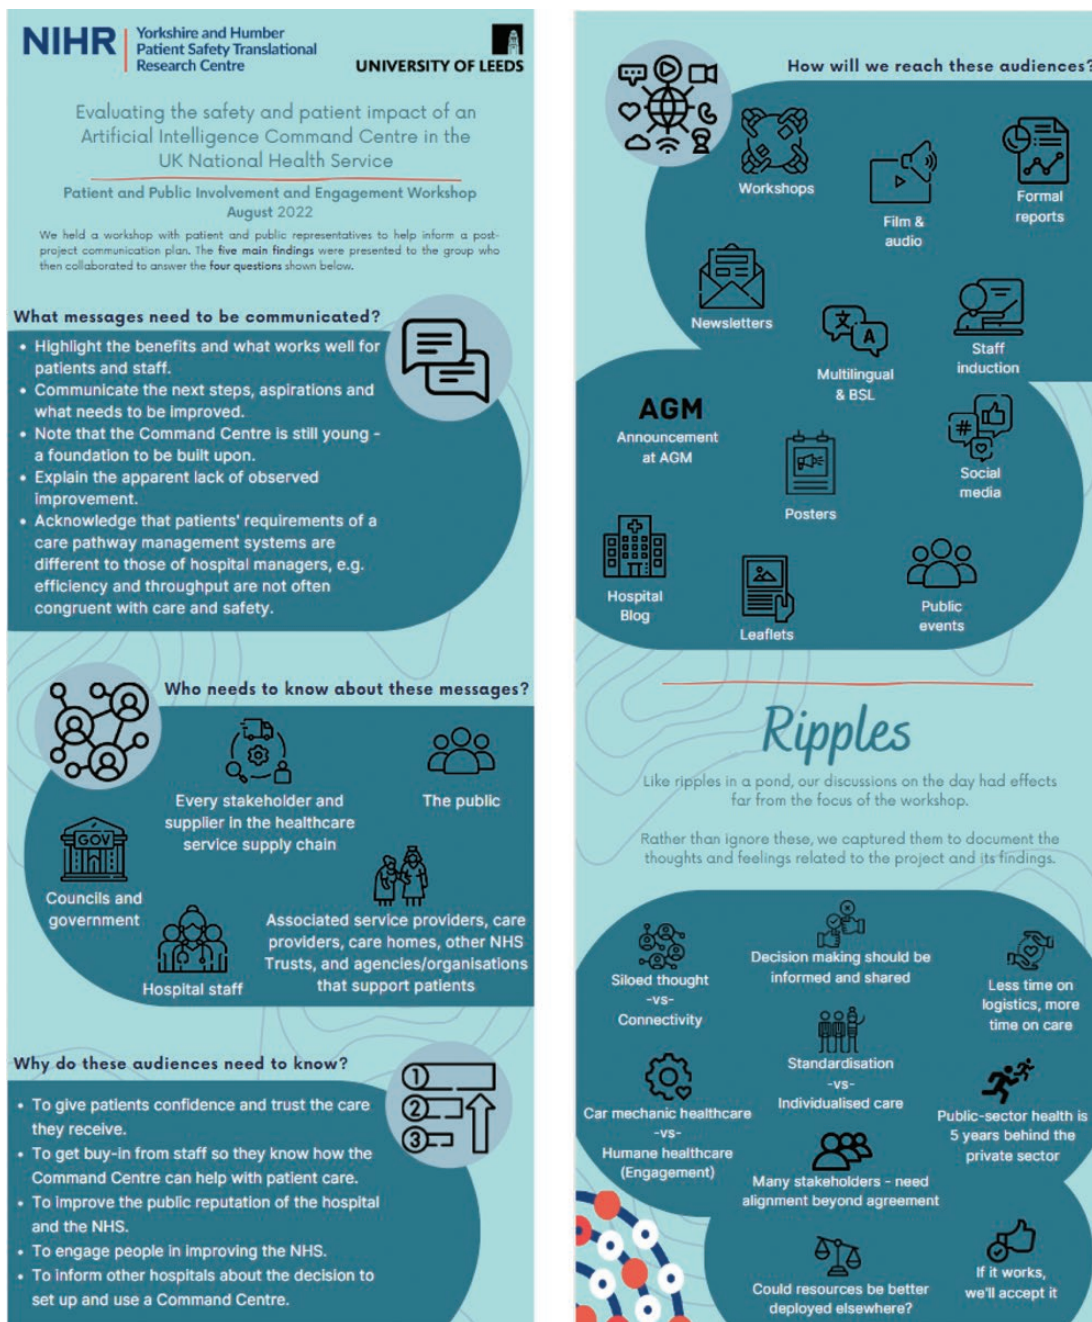 NIHR
Yorkshire and Humber
Patient Safety Translational
Research Centre
UNIVERSITY OF LEEDS
Evaluating the safety and patient impact of an
Artificial Intelligence Command Centre in the
UK National Health Service
Patient and Public Involvement and Engagement Workshop
August 2022
We held a workshop with patient and public representatives to help inform a post-
project communication plan. The five main findings were presented to the group who
then collaborated to answer the four questions shown below.
What messages need to be communicated?
• Highlight the benefits and what works well for
patients and staff.
• Communicate the next steps, aspirations and
what needs to be improved.
• Note that the Command Centre is still young -
a foundation to be built upon.
• Explain the apparent lack of observed
improvement.
• Acknowledge that patients' requirements of a
care pathway management systems are
different to those of hospital managers, e.g.
efficiency and throughput are not often
congruent with care and safety.
Who needs to know about these messages?
Every stakeholder and
supplier in the healthcare
service supply chain
The public
GOV
Councils and
government
Hospital staff
Associated service providers, care
providers, care homes, other NHS
Trusts, and agencies/organisations
that support patients
Why do these audiences need to know?
1
2
3
• To give patients confidence and trust the care
they receive.
• To get buy-in from staff so they know how the
Command Centre can help with patient care.
• To improve the public reputation of the hospital
and the NHS.
• To engage people in improving the NHS.
• To inform other hospitals about the decision to
set up and use a Command Centre.
How will we reach these audiences?
Workshops
Film &
audio
Formal
reports
Newsletters
文
A
Multilingual
& BSL
Staff
induction
AGM
Announcement
at AGM
Posters
#
Social
media
Hospital
Blog
Leaflets
Public
events
Ripples
Like ripples in a pond, our discussions on the day had effects
far from the focus of the workshop.
Rather than ignore these, we captured them to document the
thoughts and feelings related to the project and its findings.
Siloed thought
-vs-
Connectivity
Decision making should be
informed and shared
Less time on
logistics, more
time on care
Standardisation
-vs-
Individualised care
Car mechanic healthcare
-vs-
Humane healthcare
(Engagement)
Public-sector health is
5 years behind the
private sector
Many stakeholders - need
alignment beyond agreement
Could resources be better
deployed elsewhere?
If it works,
we'll accept it